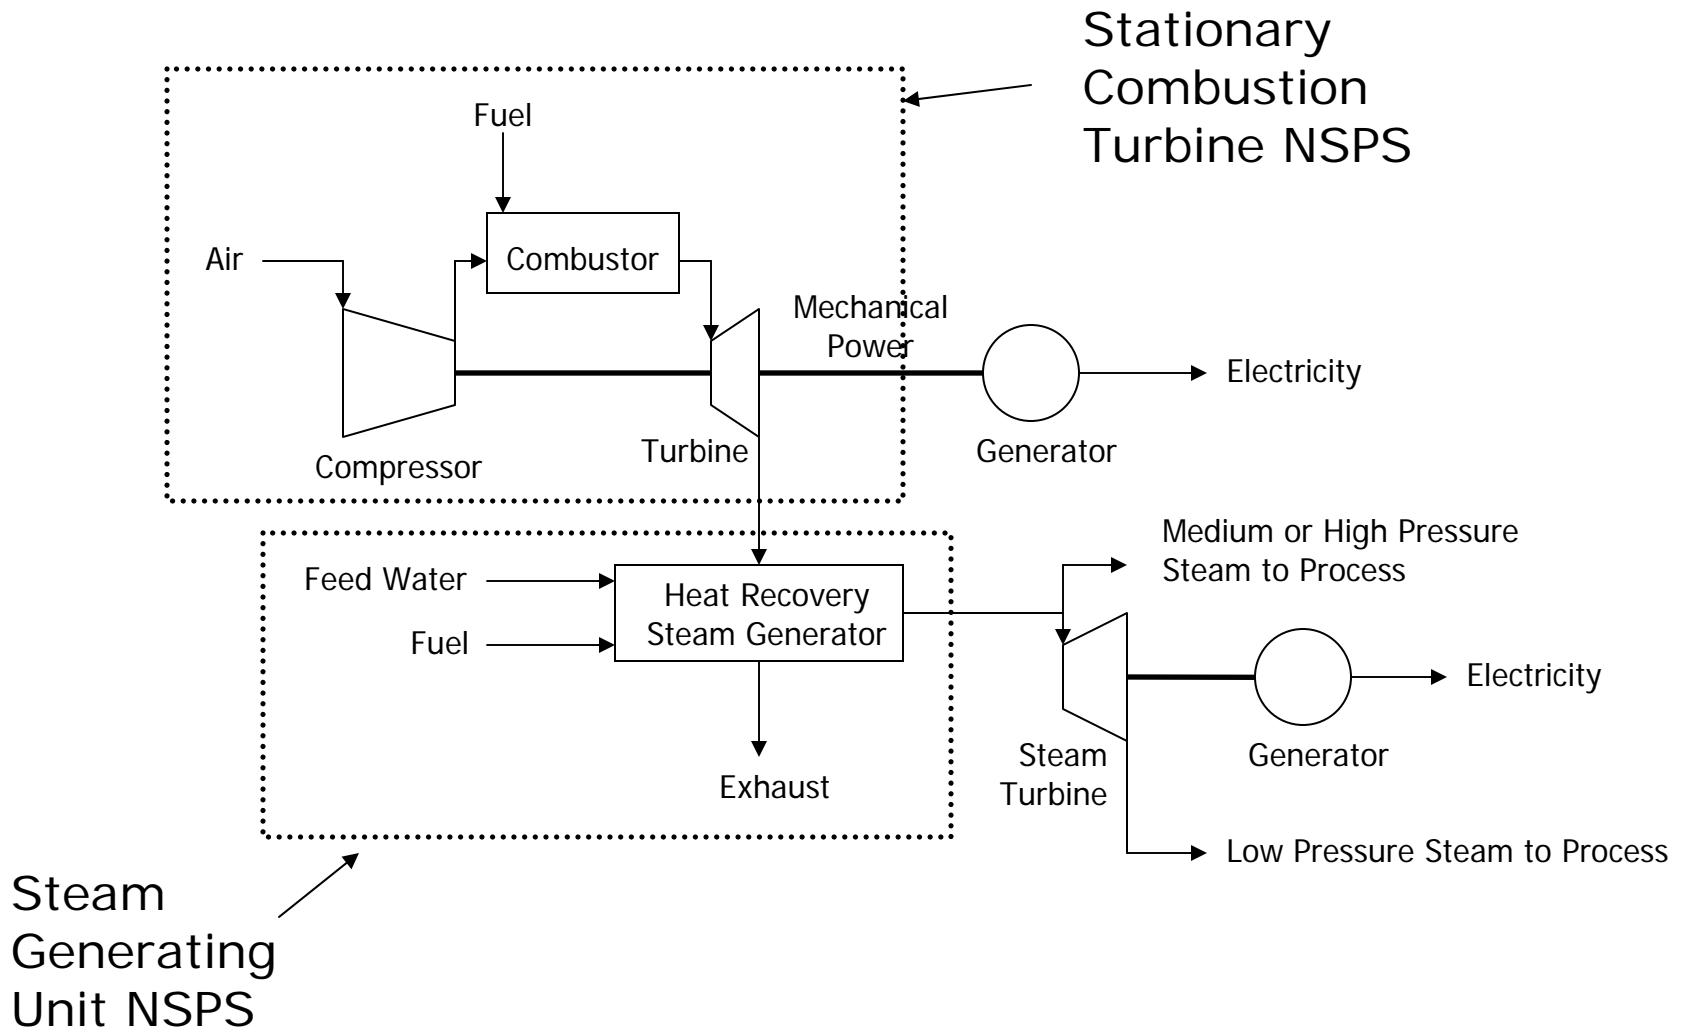 Stationary
Combustion
Turbine NSPS
Fuel
Air
Combustor
Mechanical
Power
Electricity
Turbine
Generator
Compressor
Medium or High Pressure
Steam to Process
Feed Water
Heat Recovery
Steam Generator
Fuel
Electricity
Steam
Turbine
Generator
Exhaust
Low Pressure Steam to Process
Steam
Generating
Unit NSPS